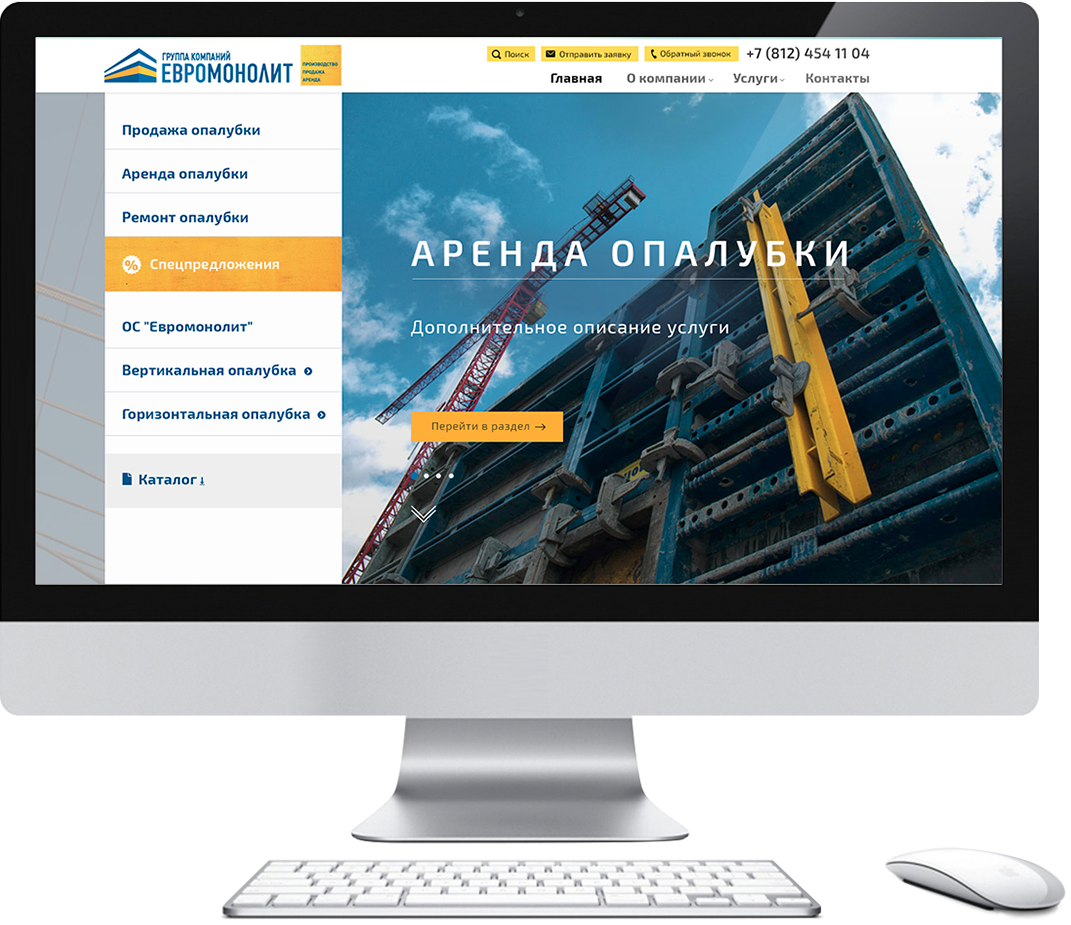 ГРУППА КОМПАНИЙ
ЕВРОМОНОЛИТ
ПРОИЗВОДСТВО
ПРОДАЖА
АРЕНДА
Поиск
Отправить заявку
Обратный звонок
+7 (812) 454 11 04
Главная
О компании
Услуги
Контакты
Продажа опалубки
Аренда опалубки
Ремонт опалубки
% Спецпредложения
ОС "Евромонолит"
Вертикальная опалубка
Горизонтальная опалубка
Каталог
АРЕНДА ОПАЛУБКИ
Дополнительное описание услуги
Перейти в раздел →